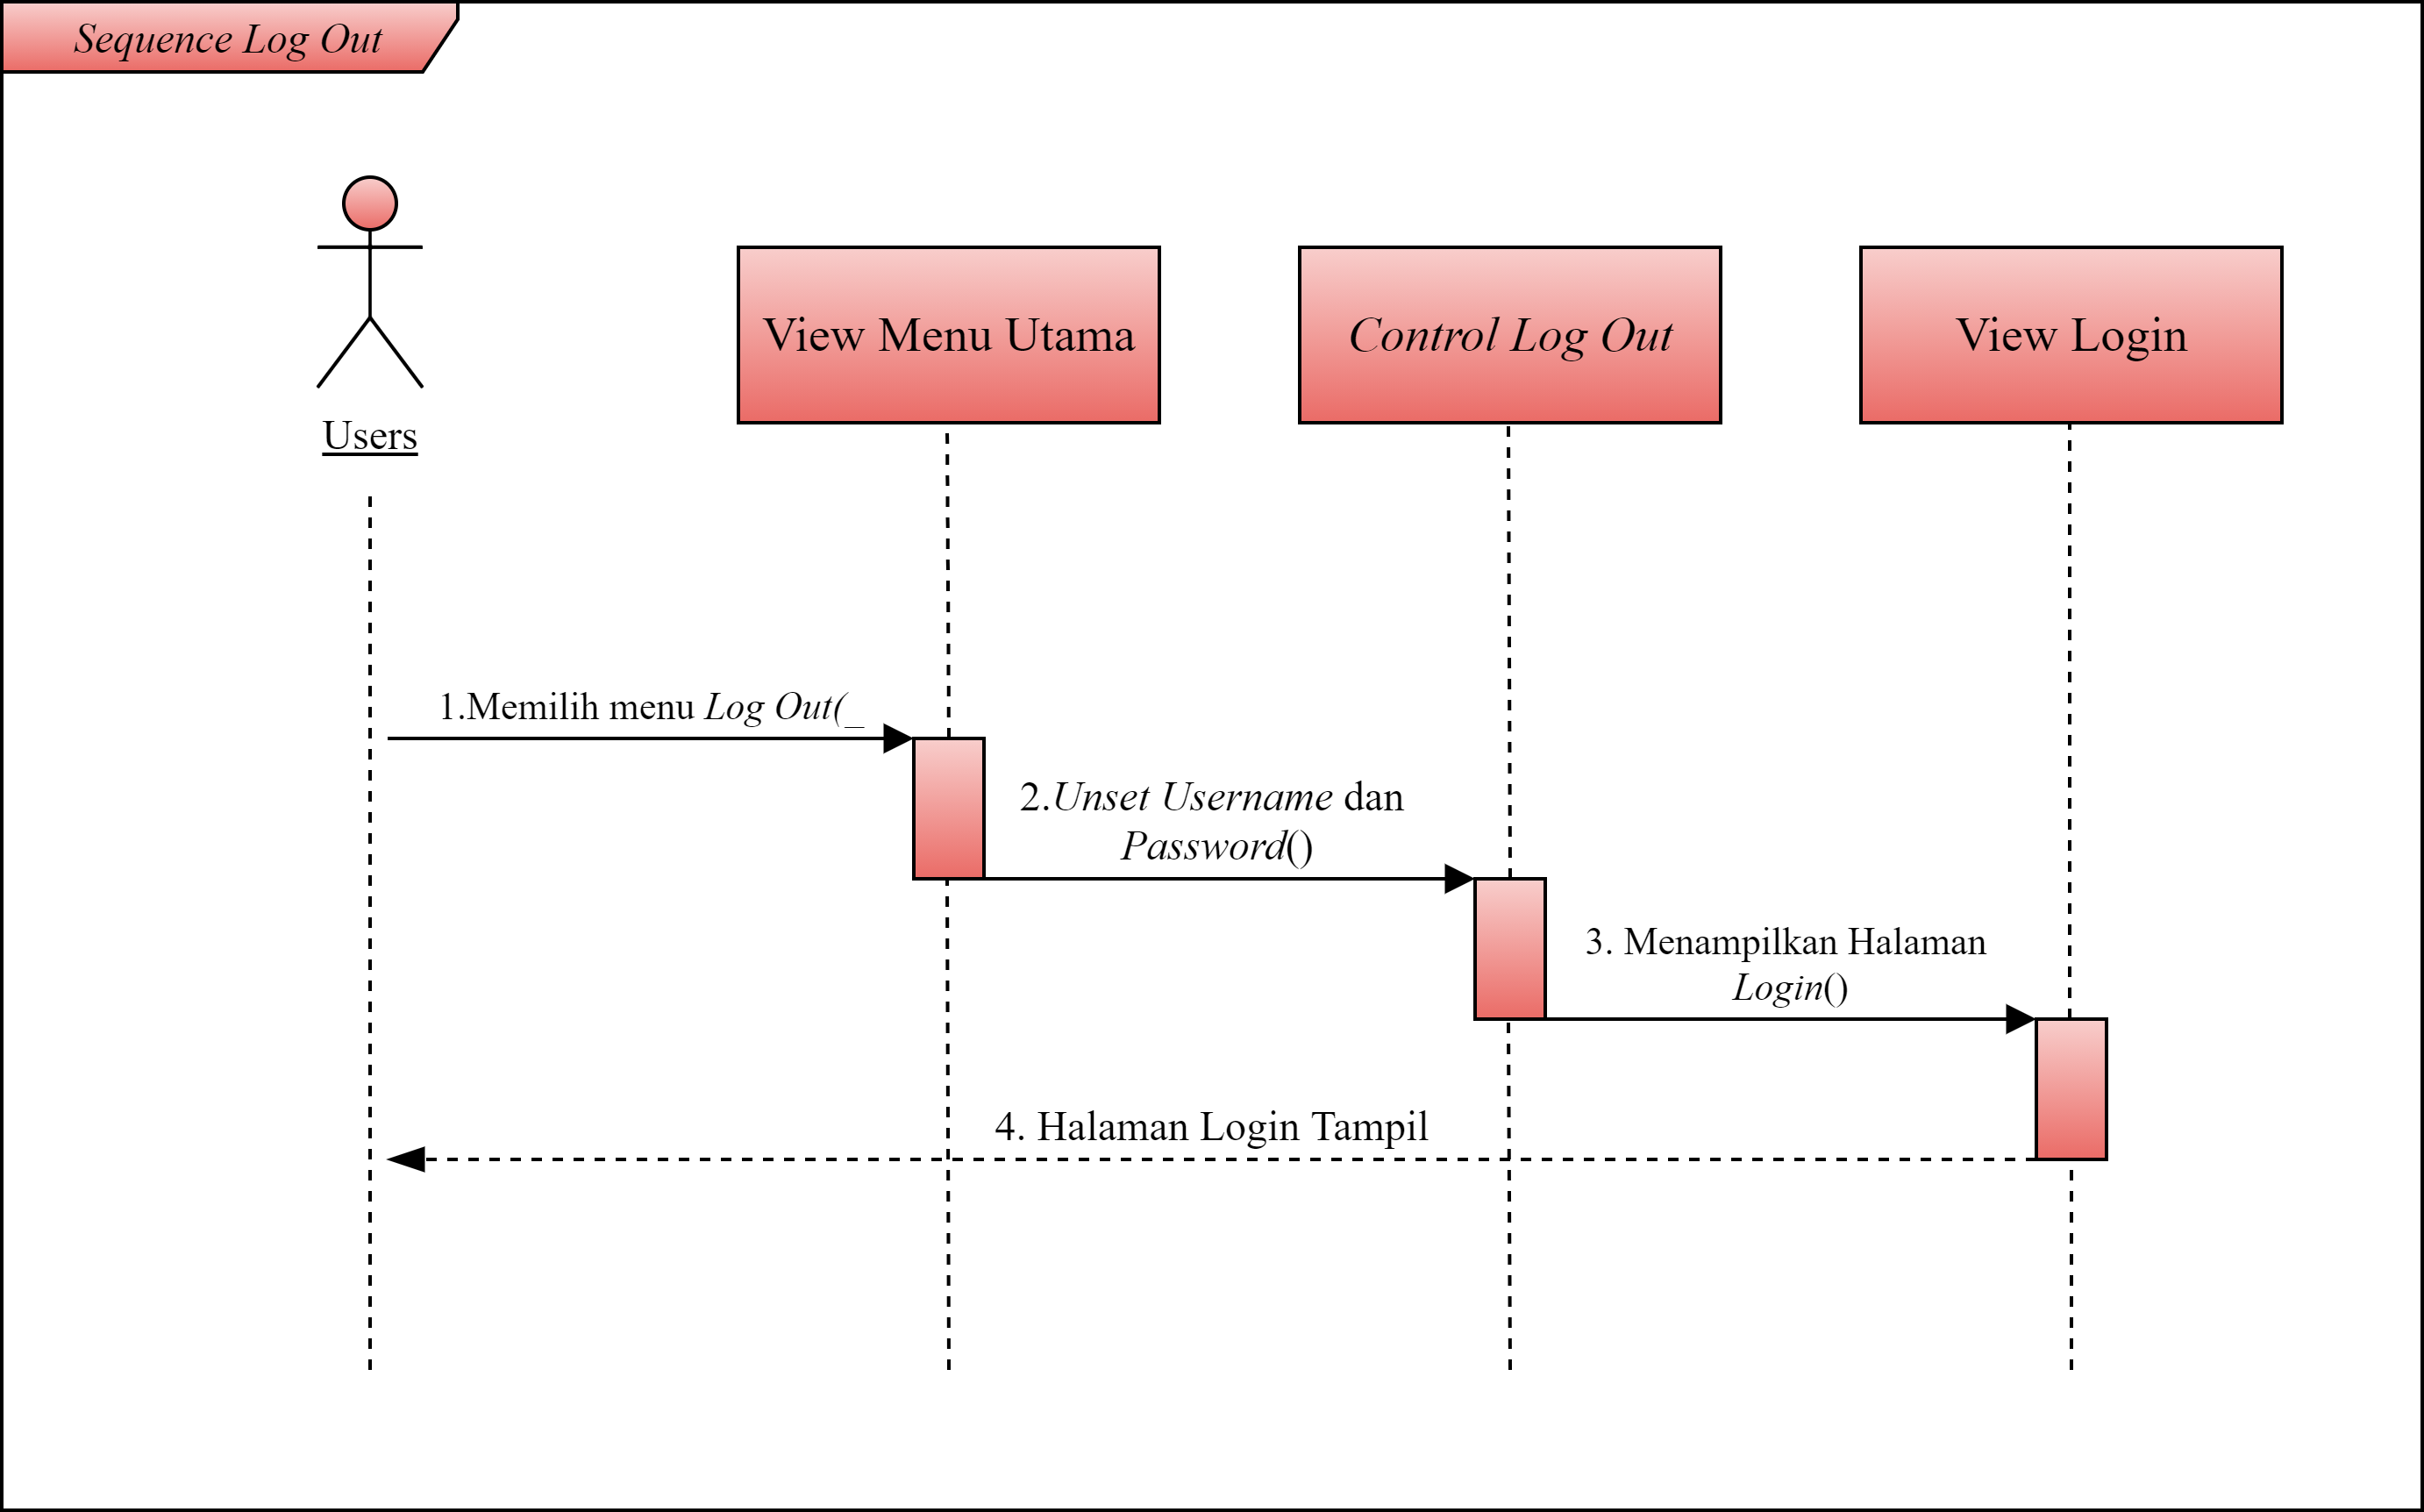 Sequence Log Out
Users
View Menu Utama
Control Log Out
View Login
1.Memilih menu Log Out(_
2.Unset Username dan
Password()
3. Menampilkan Halaman
Login()
4. Halaman Login Tampil